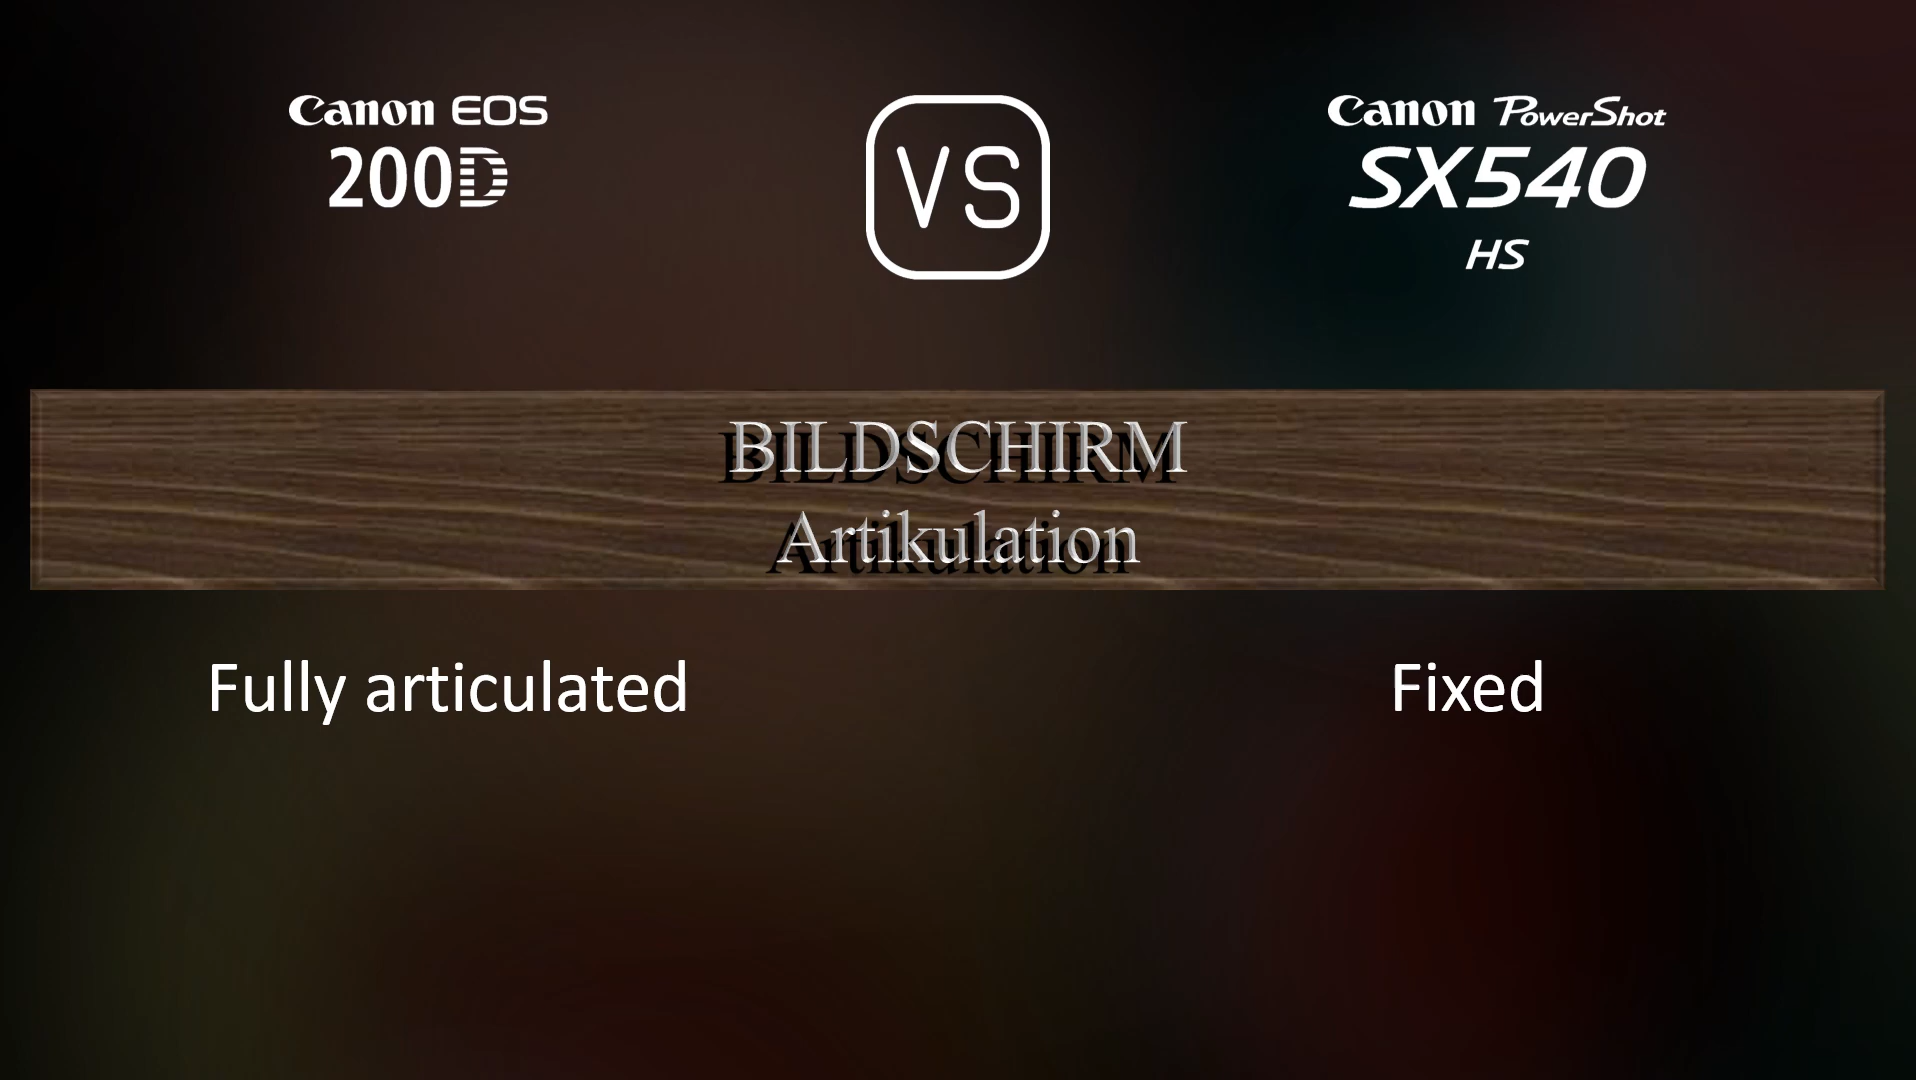 Canon EOS
200D
VS
Canon PowerShot
SX540
HS
BILDSCHIRM
Artikulation
Fully articulated
Fixed